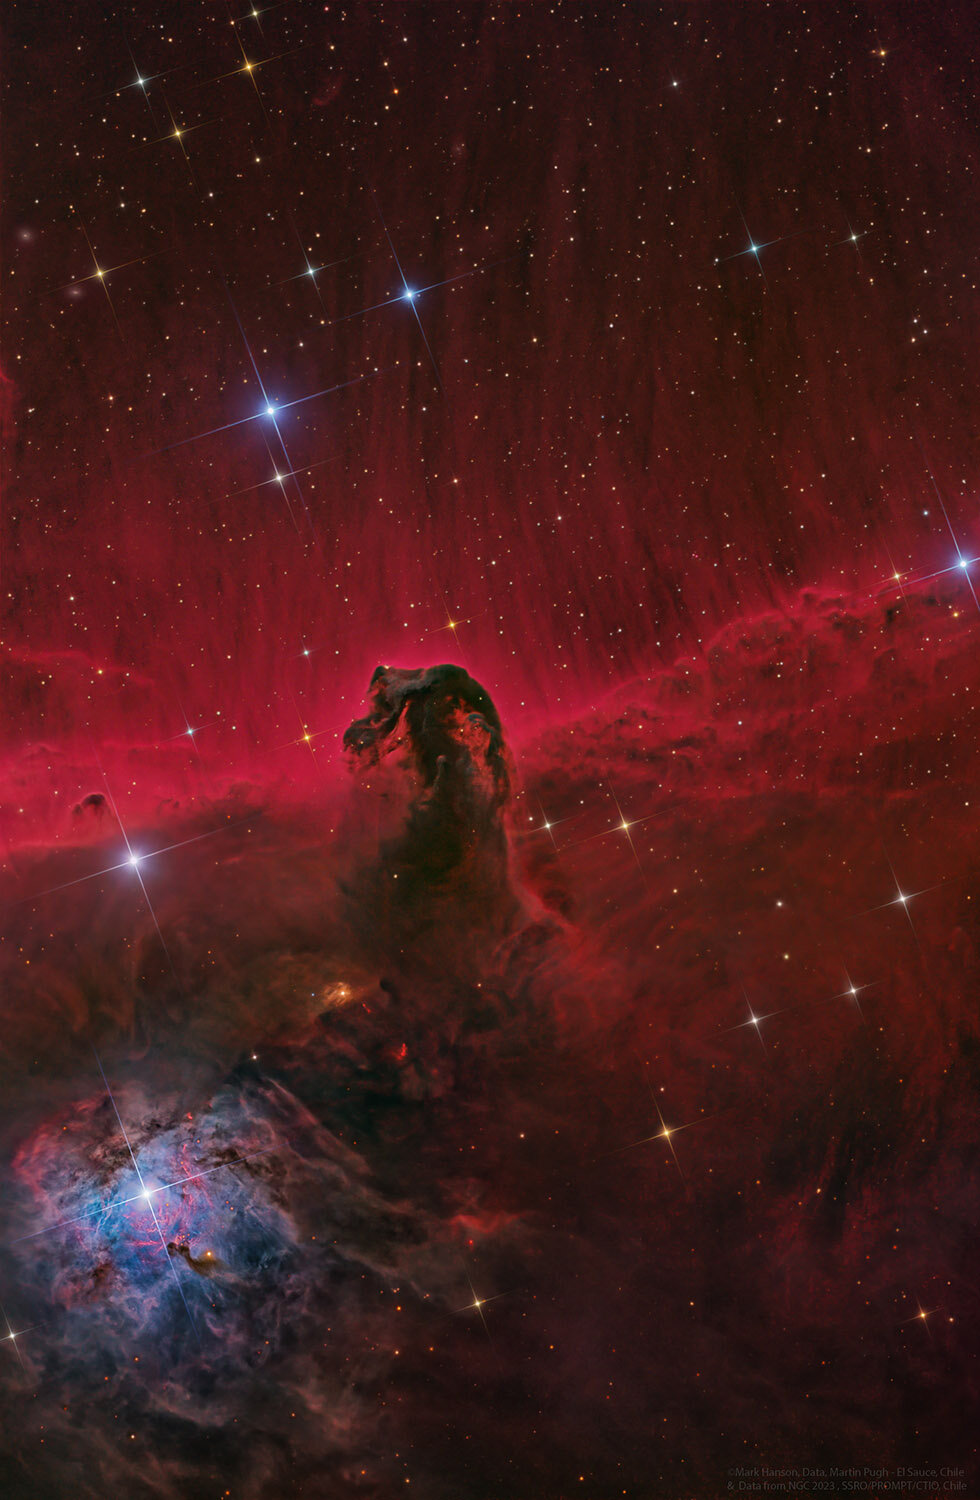 ©Mark Hanson, Data, Martin Pugh - El Sauce, Chile
& Data from NGC 2023 , SSRO/PROMPT/CTIO, Chile